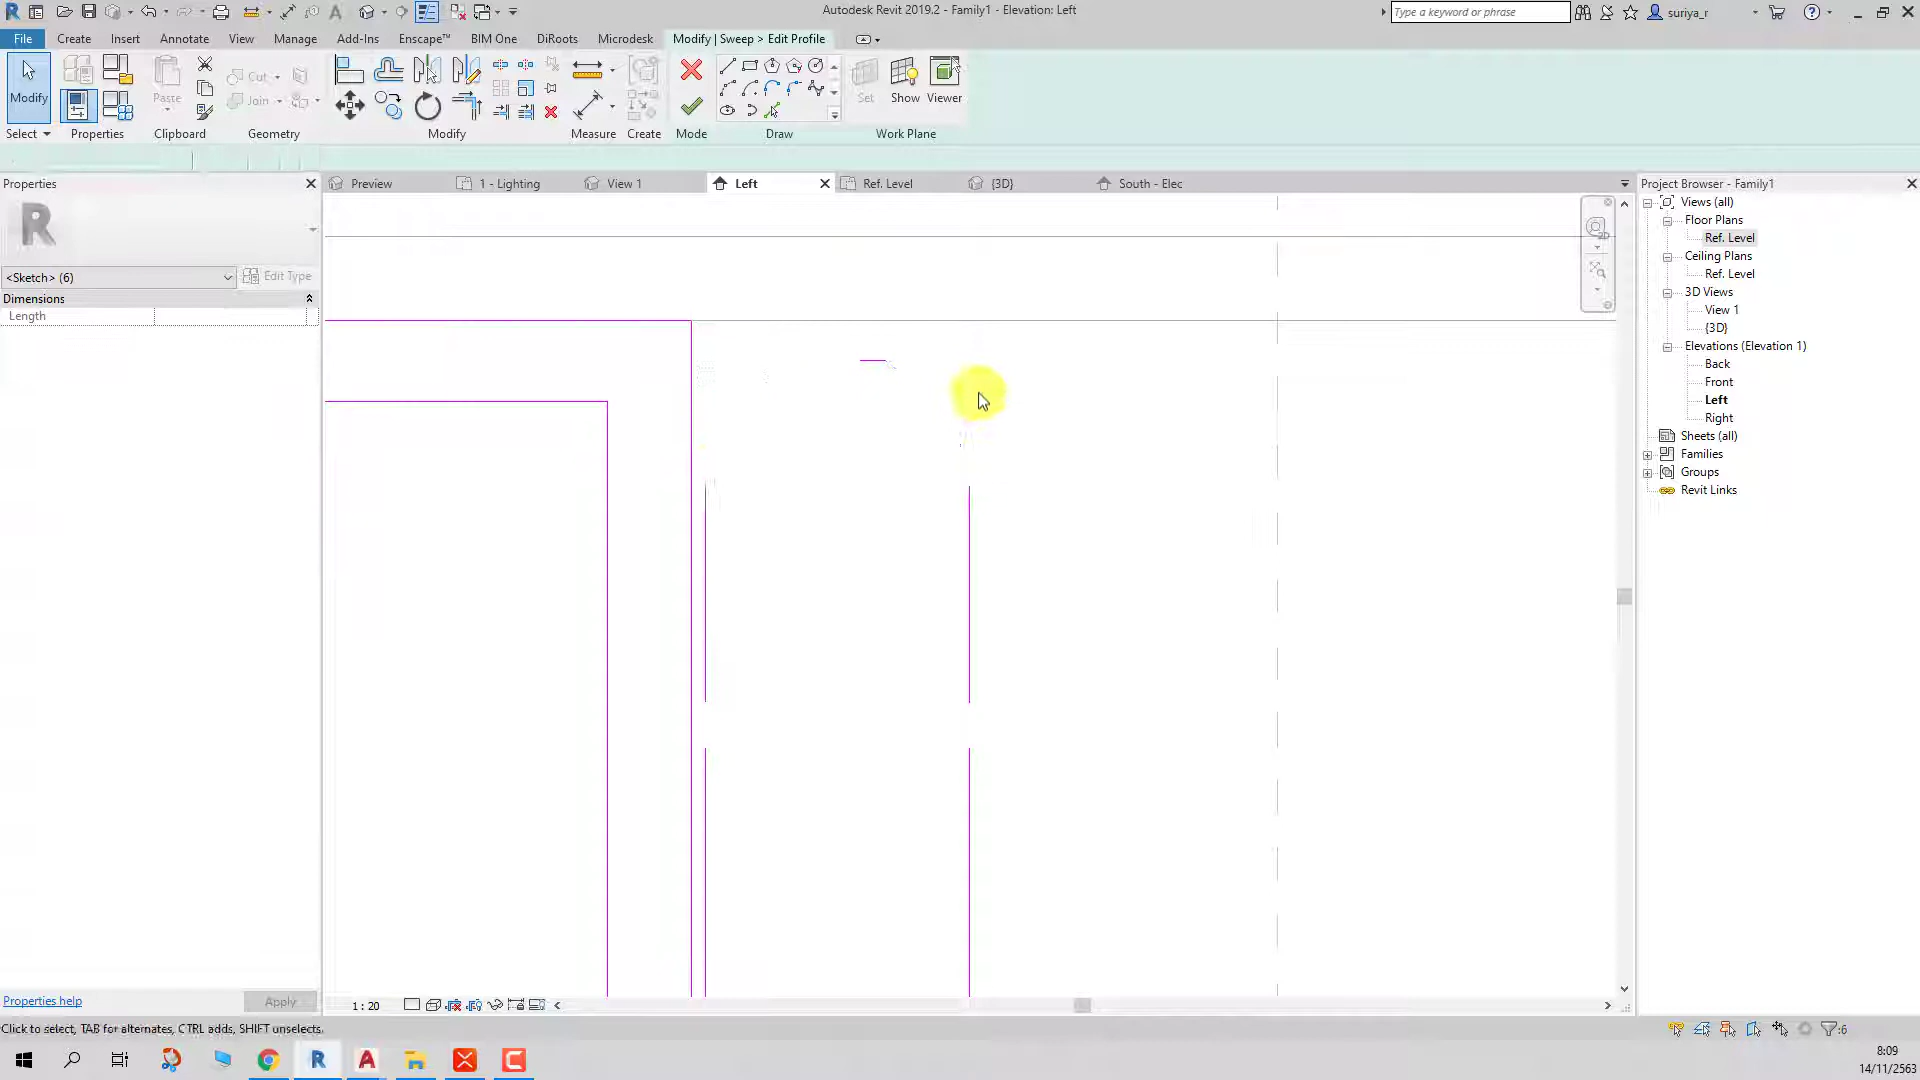 Autodesk Revit 2019.2 - Family1 - Elevation: Left
Type a keyword or phrase
suriya_r
File Create Insert Annotate View Manage Add-Ins Enscape™ BIM One DiRoots Microdesk Modify | Sweep > Edit Profile
Modify
Paste
Cut
Join
Set Show Viewer
Select Properties Clipboard Geometry Modify Measure Create Mode Draw Work Plane
Properties
Preview 1 - Lighting View 1 Left Ref. Level {3D} South - Elec
Project Browser - Family1
R
<Sketch> (6) Edit Type
Dimensions
Length
Views (all)
Floor Plans
Ref. Level
Ceiling Plans
Ref. Level
3D Views
View 1
{3D}
Elevations (Elevation 1)
Back
Front
Left
Right
Sheets (all)
Families
Groups
Revit Links
Properties help Apply
1 : 20
Click to select, TAB for alternates, CTRL adds, SHIFT unselects.
:6
8:09
14/11/2563